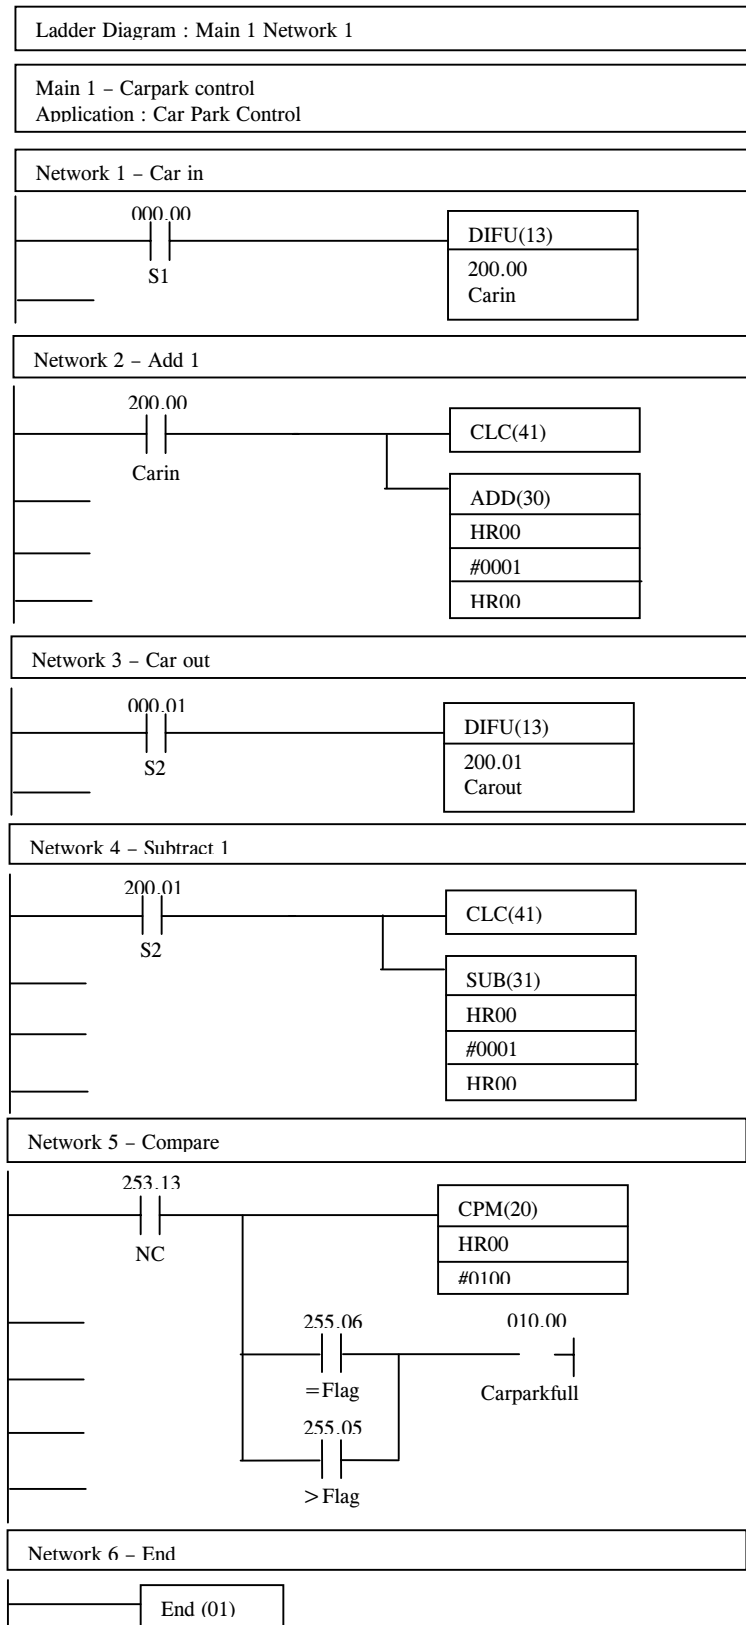 Ladder Diagram : Main 1 Network 1
Main 1 – Carpark control
Application : Car Park Control
Network 1 – Car in
000.00
S1
DIFU(13)
200.00
Carin
Network 2 – Add 1
200.00
Carin
CLC(41)
ADD(30)
HR00
#0001
HR00
Network 3 – Car out
000.01
S2
DIFU(13)
200.01
Carout
Network 4 – Subtract 1
200.01
S2
CLC(41)
SUB(31)
HR00
#0001
HR00
Network 5 – Compare
253.13
NC
CPM(20)
HR00
#0100
255.06
=Flag
010.00
Carparkfull
255.05
>Flag
Network 6 – End
End (01)